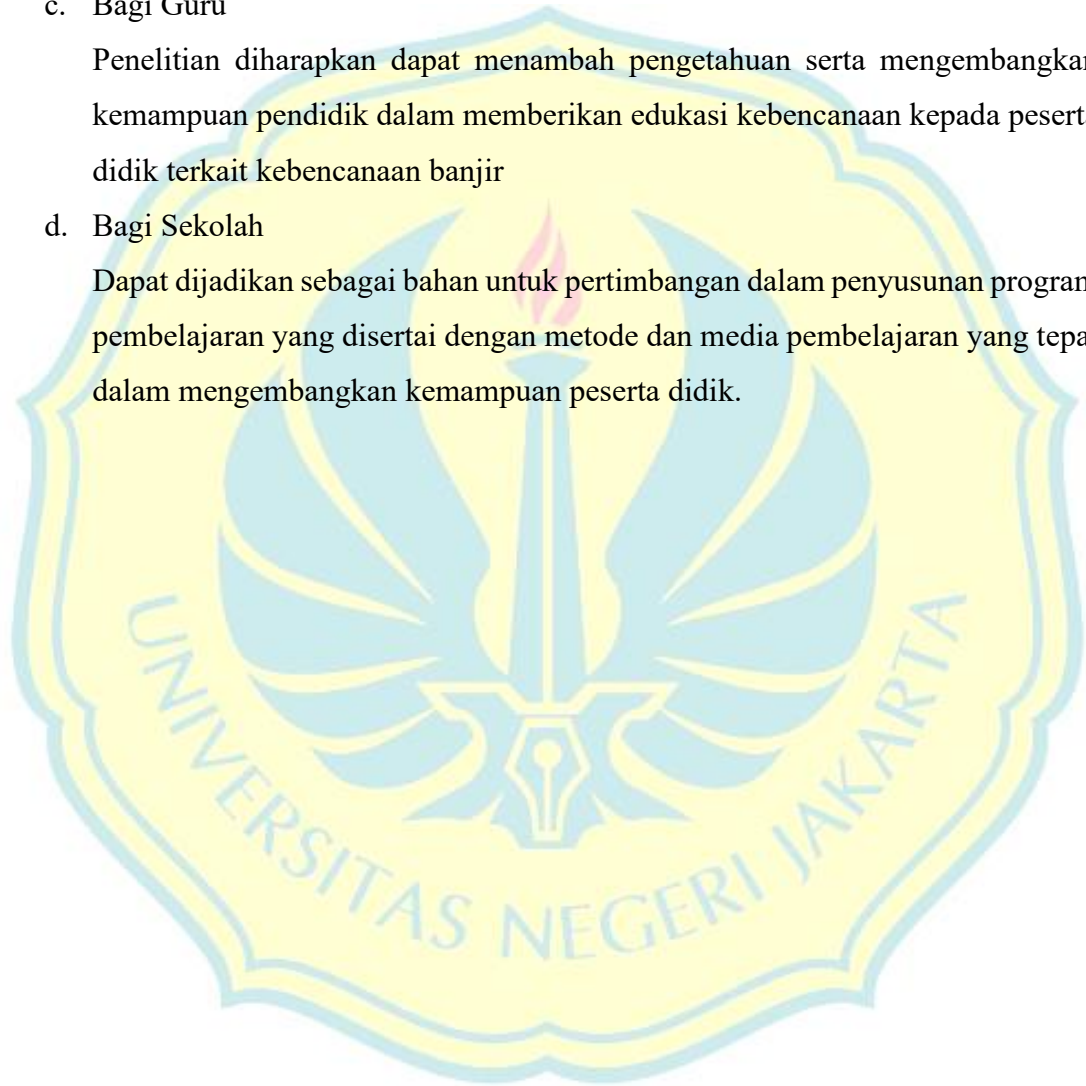 c. Bagi Guru
Penelitian diharapkan dapat menambah pengetahuan serta mengembangkan
kemampuan pendidik dalam memberikan edukasi kebencanaan kepada peserta
didik terkait kebencanaan banjir
d. Bagi Sekolah
Dapat dijadikan sebagai bahan untuk pertimbangan dalam penyusunan program
pembelajaran yang disertai dengan metode dan media pembelajaran yang tepat
dalam mengembangkan kemampuan peserta didik.
UNIVERSITAS NEGERI JAKARTA